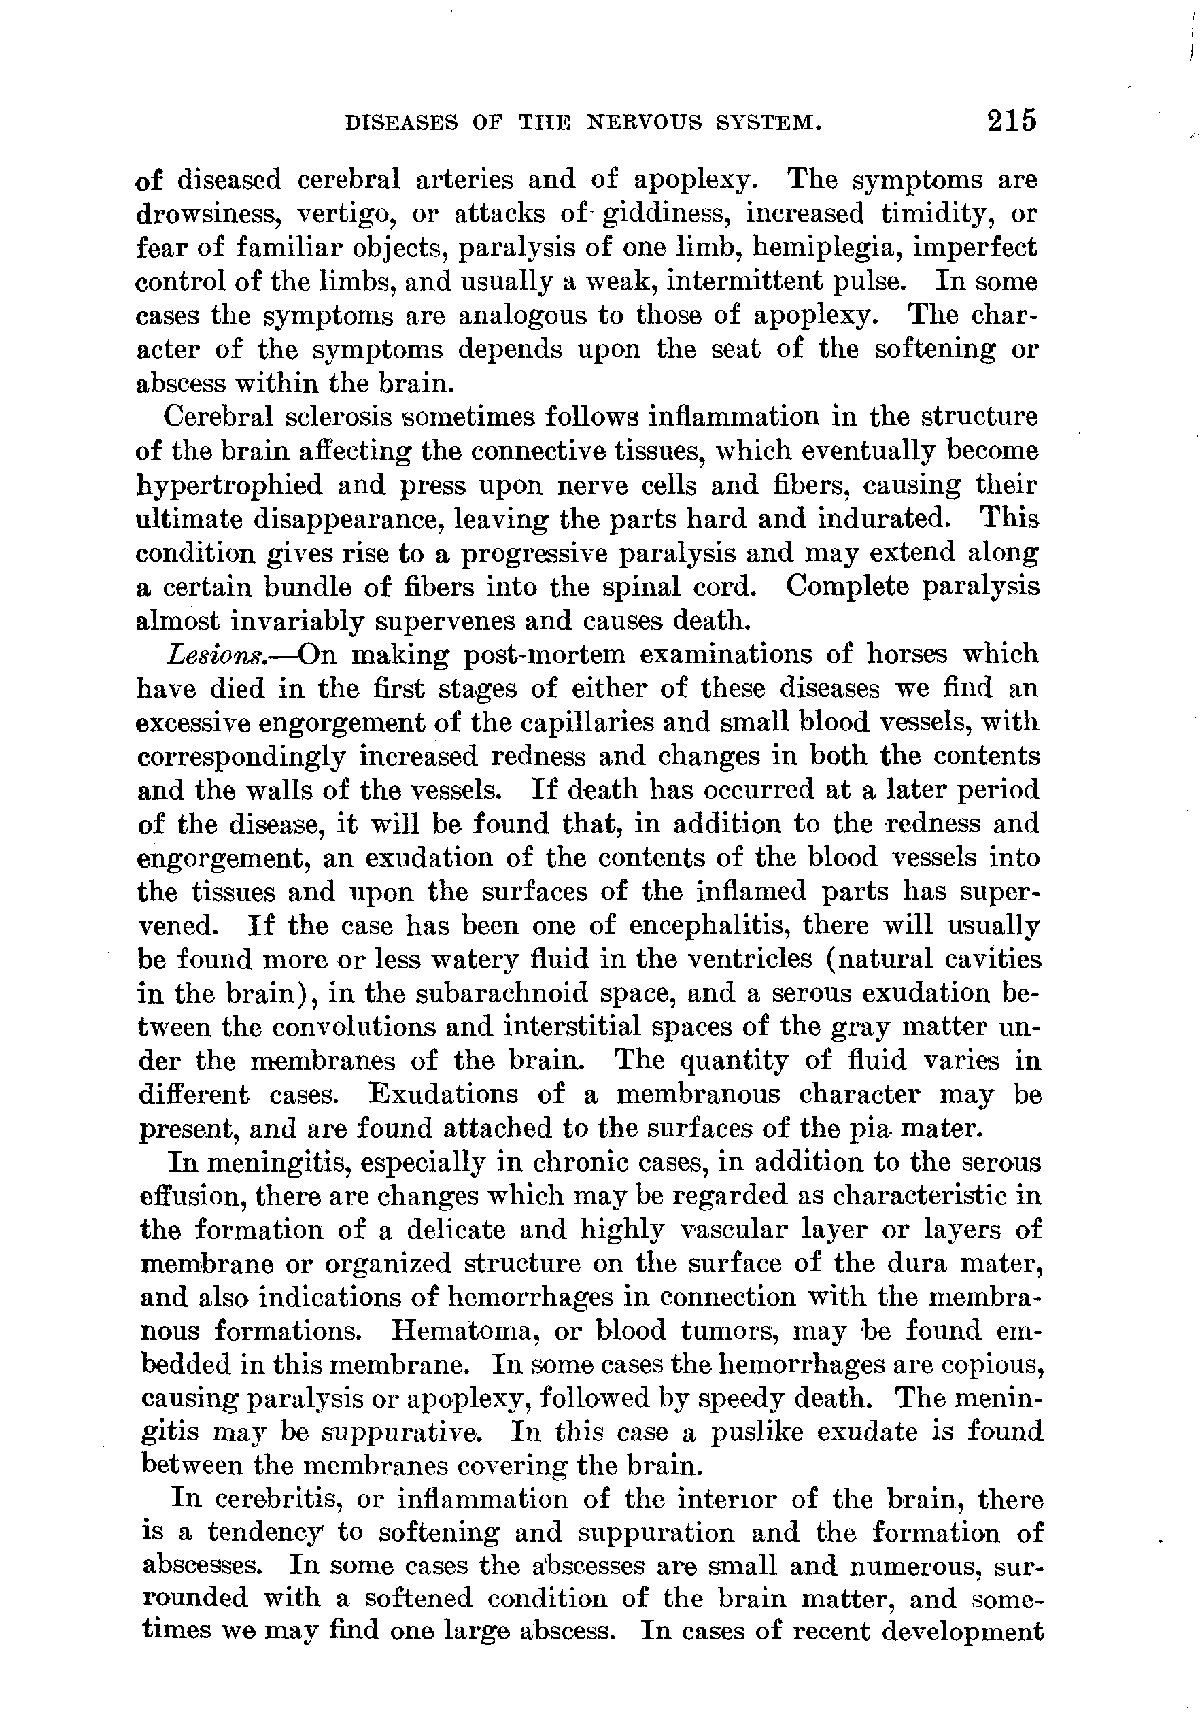 DISEASES OF THE NERVOUS SYSTEM. 215
of diseased cerebral arteries and of apoplexy. The symptoms are
drowsiness, vertigo, or attacks of giddiness, increased timidity, or
fear of familiar objects, paralysis of one limb, hemiplegia, imperfect
control of the limbs, and usually a weak, intermittent pulse. In some
cases the symptoms are analogous to those of apoplexy. The char-
acter of the symptoms depends upon the seat of the softening or
abscess within the brain.
Cerebral sclerosis sometimes follows inflammation in the structure
of the brain affecting the connective tissues, which eventually become
hypertrophied and press upon nerve cells and fibers, causing their
ultimate disappearance, leaving the parts hard and indurated. This
condition gives rise to a progressive paralysis and may extend along
a certain bundle of fibers into the spinal cord. Complete paralysis
almost invariably supervenes and causes death.
Lesions.—On making post-mortem examinations of horses which
have died in the first stages of either of these diseases we find an
excessive engorgement of the capillaries and small blood vessels, with
correspondingly increased redness and changes in both the contents
and the walls of the vessels. If death has occurred at a later period
of the disease, it will be found that, in addition to the redness and
engorgement, an exudation of the contents of the blood vessels into
the tissues and upon the surfaces of the inflamed parts has super-
vened. If the case has been one of encephalitis, there will usually
be found more or less watery fluid in the ventricles (natural cavities
in the brain), in the subarachnoid space, and a serous exudation be-
tween the convolutions and interstitial spaces of the gray matter un-
der the membranes of the brain. The quantity of fluid varies in
different cases. Exudations of a membranous character may be
present, and are found attached to the surfaces of the pia mater.
In meningitis, especially in chronic cases, in addition to the serous
effusion, there are changes which may be regarded as characteristic in
the formation of a delicate and highly vascular layer or layers of
membrane or organized structure on the surface of the dura mater,
and also indications of hemorrhages in connection with the membra-
nous formations. Hematoma, or blood tumors, may be found em-
bedded in this membrane. In some cases the hemorrhages are copious,
causing paralysis or apoplexy, followed by speedy death. The menin-
gitis may be suppurative. In this case a puslike exudate is found
between the membranes covering the brain.
In cerebritis, or inflammation of the interior of the brain, there
is a tendency to softening and suppuration and the formation of
abscesses. In some cases the abscesses are small and numerous, sur-
rounded with a softened condition of the brain matter, and some-
times we may find one large abscess. In cases of recent development